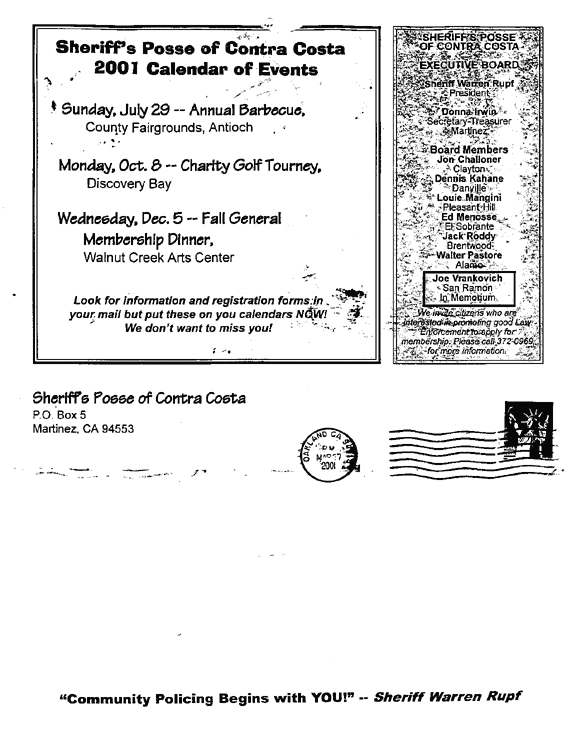 Sheriff's Posse of Contra Costa
2001 Calendar of Events
Sunday, July 29 -- Annual Barbecue,
County Fairgrounds, Antioch
Monday, Oct. 8 -- Charity Golf Tourney,
Discovery Bay
Wednesday, Dec. 5 -- Fall General
Membership Dinner,
Walnut Creek Arts Center
Look for information and registration forms in
your mail but put these on you calendars NOW!
We don't want to miss you!
SHERIFF'S POSSE
OF CONTRA COSTA
EXECUTIVE BOARD
Sheriff Warren Rupf
President
Donna Irwin
Secretary-Treasurer
Martinez
Board Members
Jon Challoner
Clayton
Dennis Kahane
Danville
Louie Mangini
Pleasant Hill
Ed Menosse
El Sobrante
Jack Roddy
Brentwood
Walter Pastore
Alamo
Joe Vrankovich
San Ramon
In Memorium
We invite citizens who are
interested in promoting good Law
Enforcement to apply for
membership. Please call 372-0969
for more information.
Sheriff's Posse of Contra Costa
P.O. Box 5
Martinez, CA 94553
OAKLAND CA
PM
2001
"Community Policing Begins with YOU!" -- Sheriff Warren Rupf